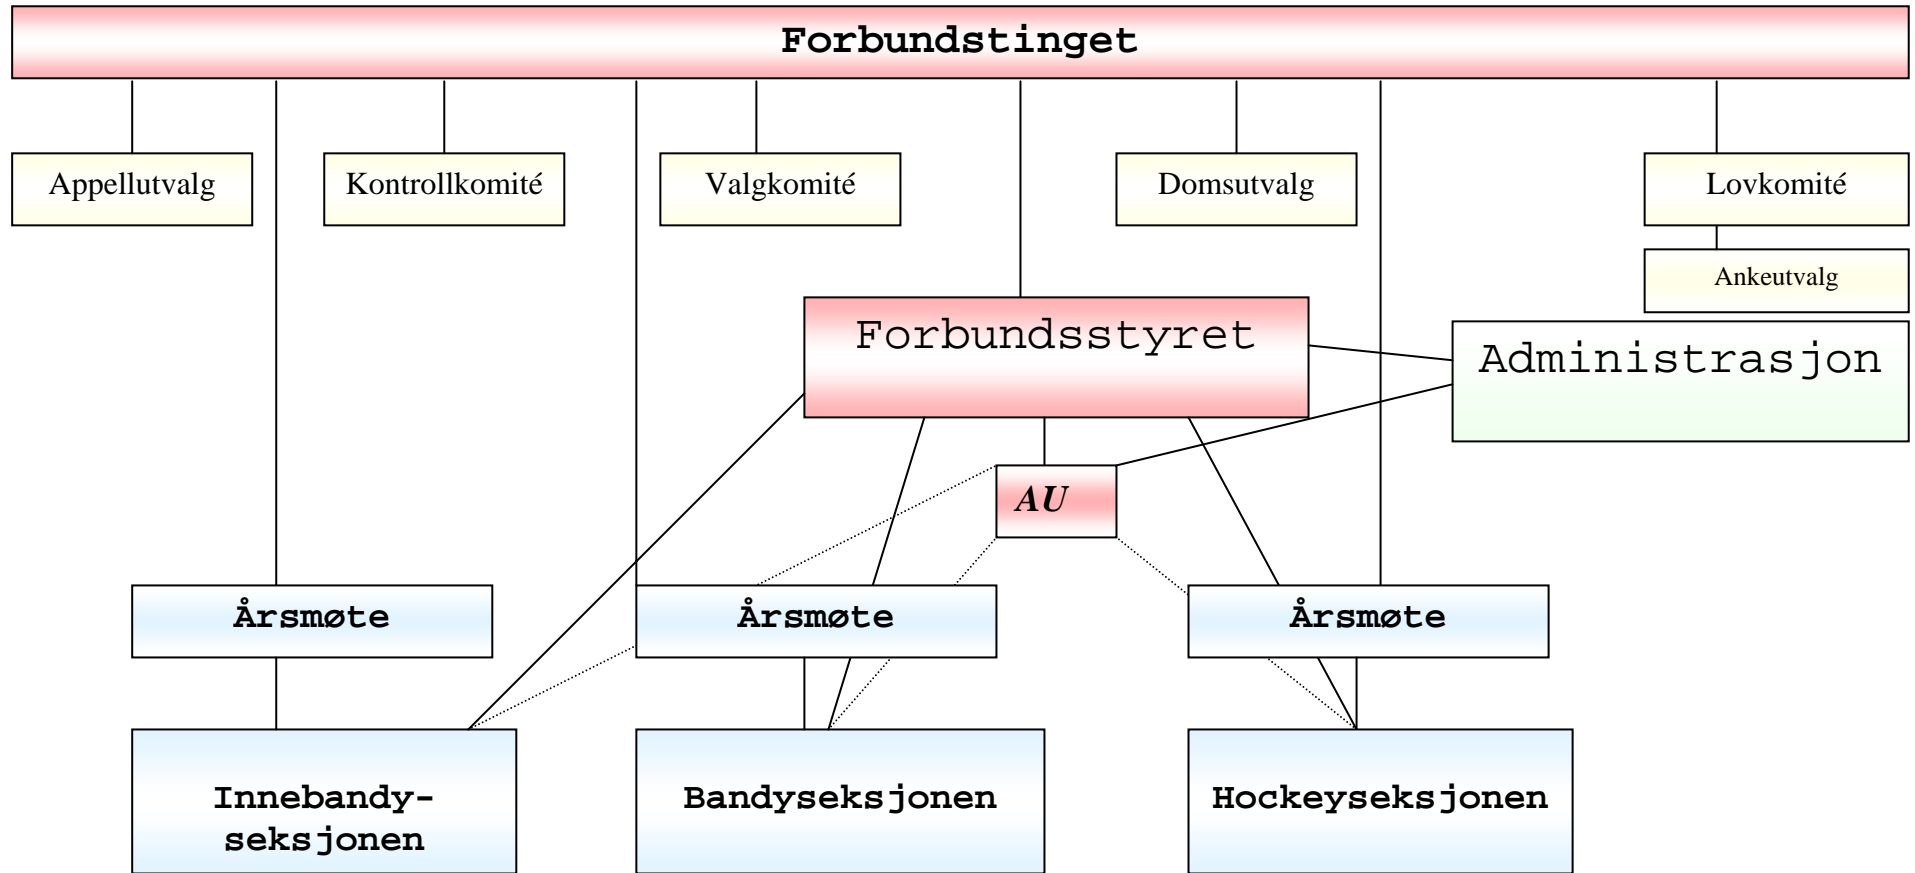 Forbundstinget
Appellutvalg
Kontrollkomité
Valgkomité
Domsutvalg
Lovkomité
Ankeutvalg
Forbundsstyret
Administrasjon
AU
Årsmøte
Årsmøte
Årsmøte
Innebandy-
seksjonen
Bandyseksjonen
Hockeyseksjonen